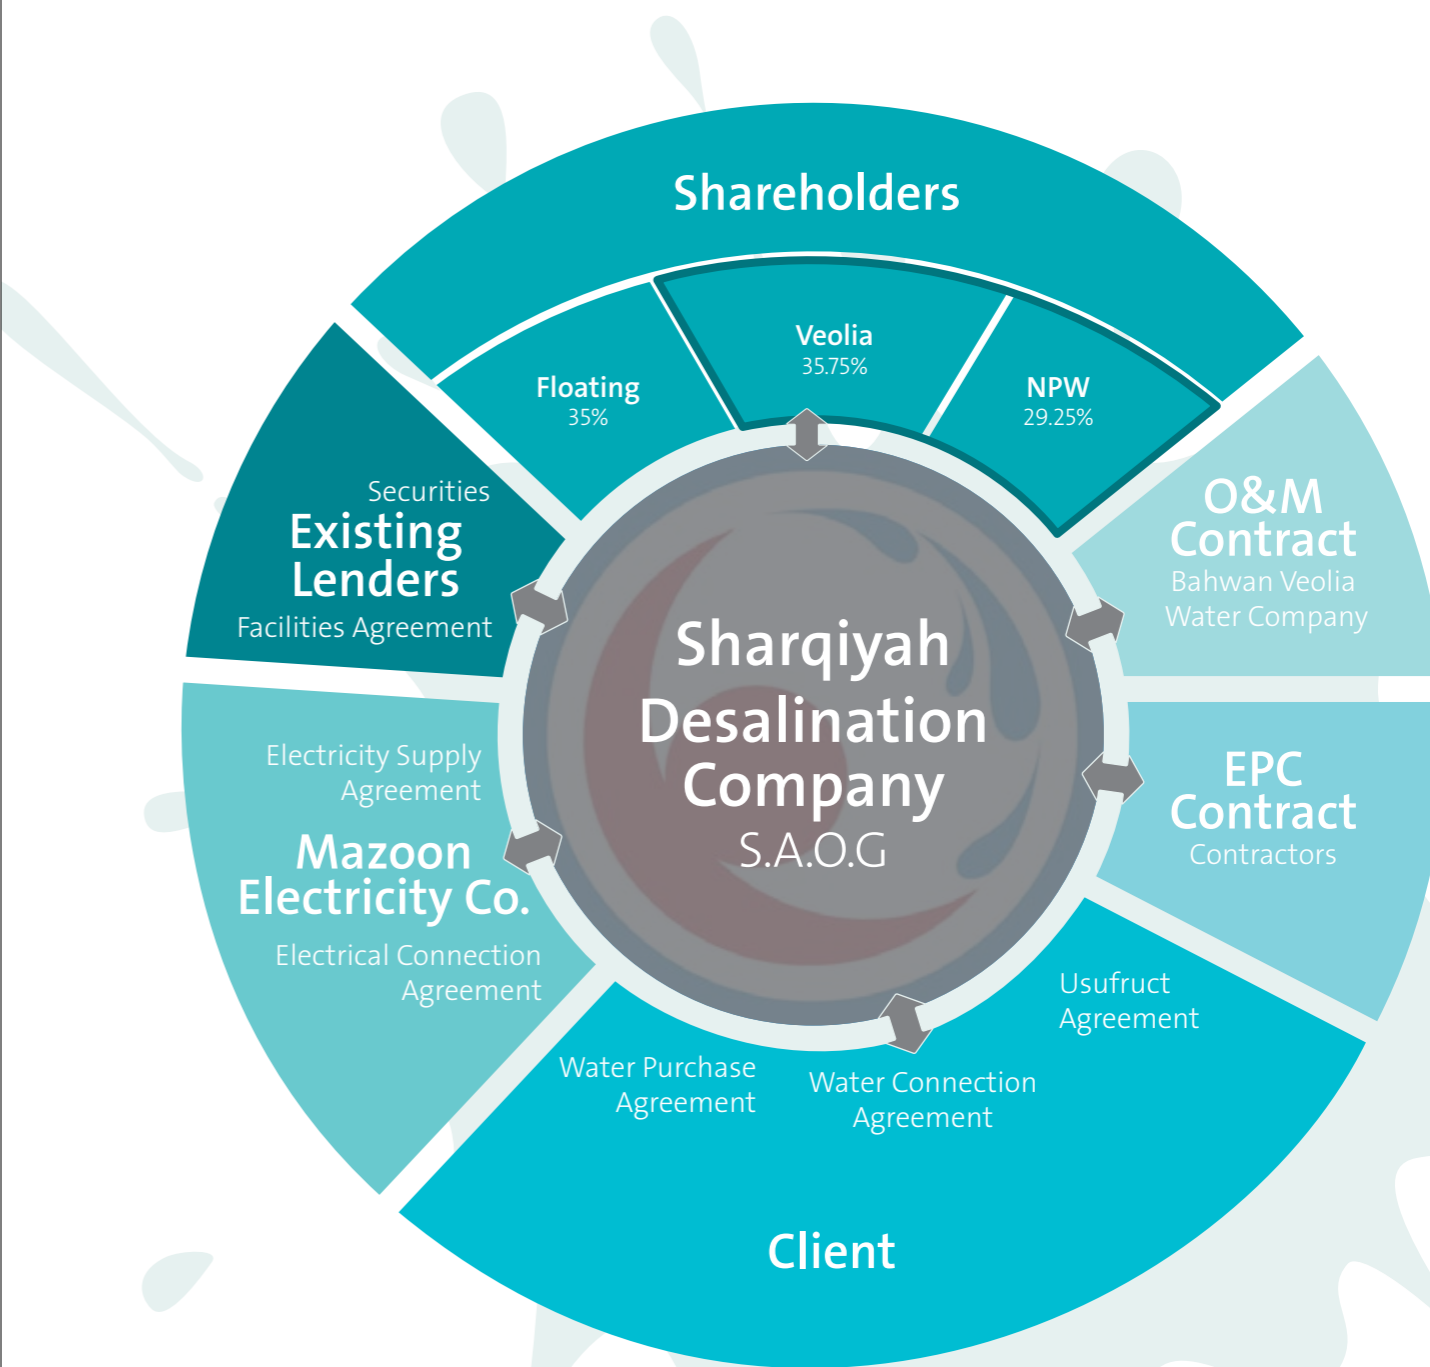 Shareholders
Floating
35%
Veolia
35.75%
NPW
29.25%
Securities
Existing
Lenders
Facilities Agreement
O&M
Contract
Bahwan Veolia
Water Company
Sharqiyah
Desalination
Company
S.A.O.G
Electricity Supply
Agreement
Mazoon
Electricity Co.
Electrical Connection
Agreement
EPC
Contract
Contractors
Water Purchase
Agreement
Water Connection
Agreement
Usufruct
Agreement
Client